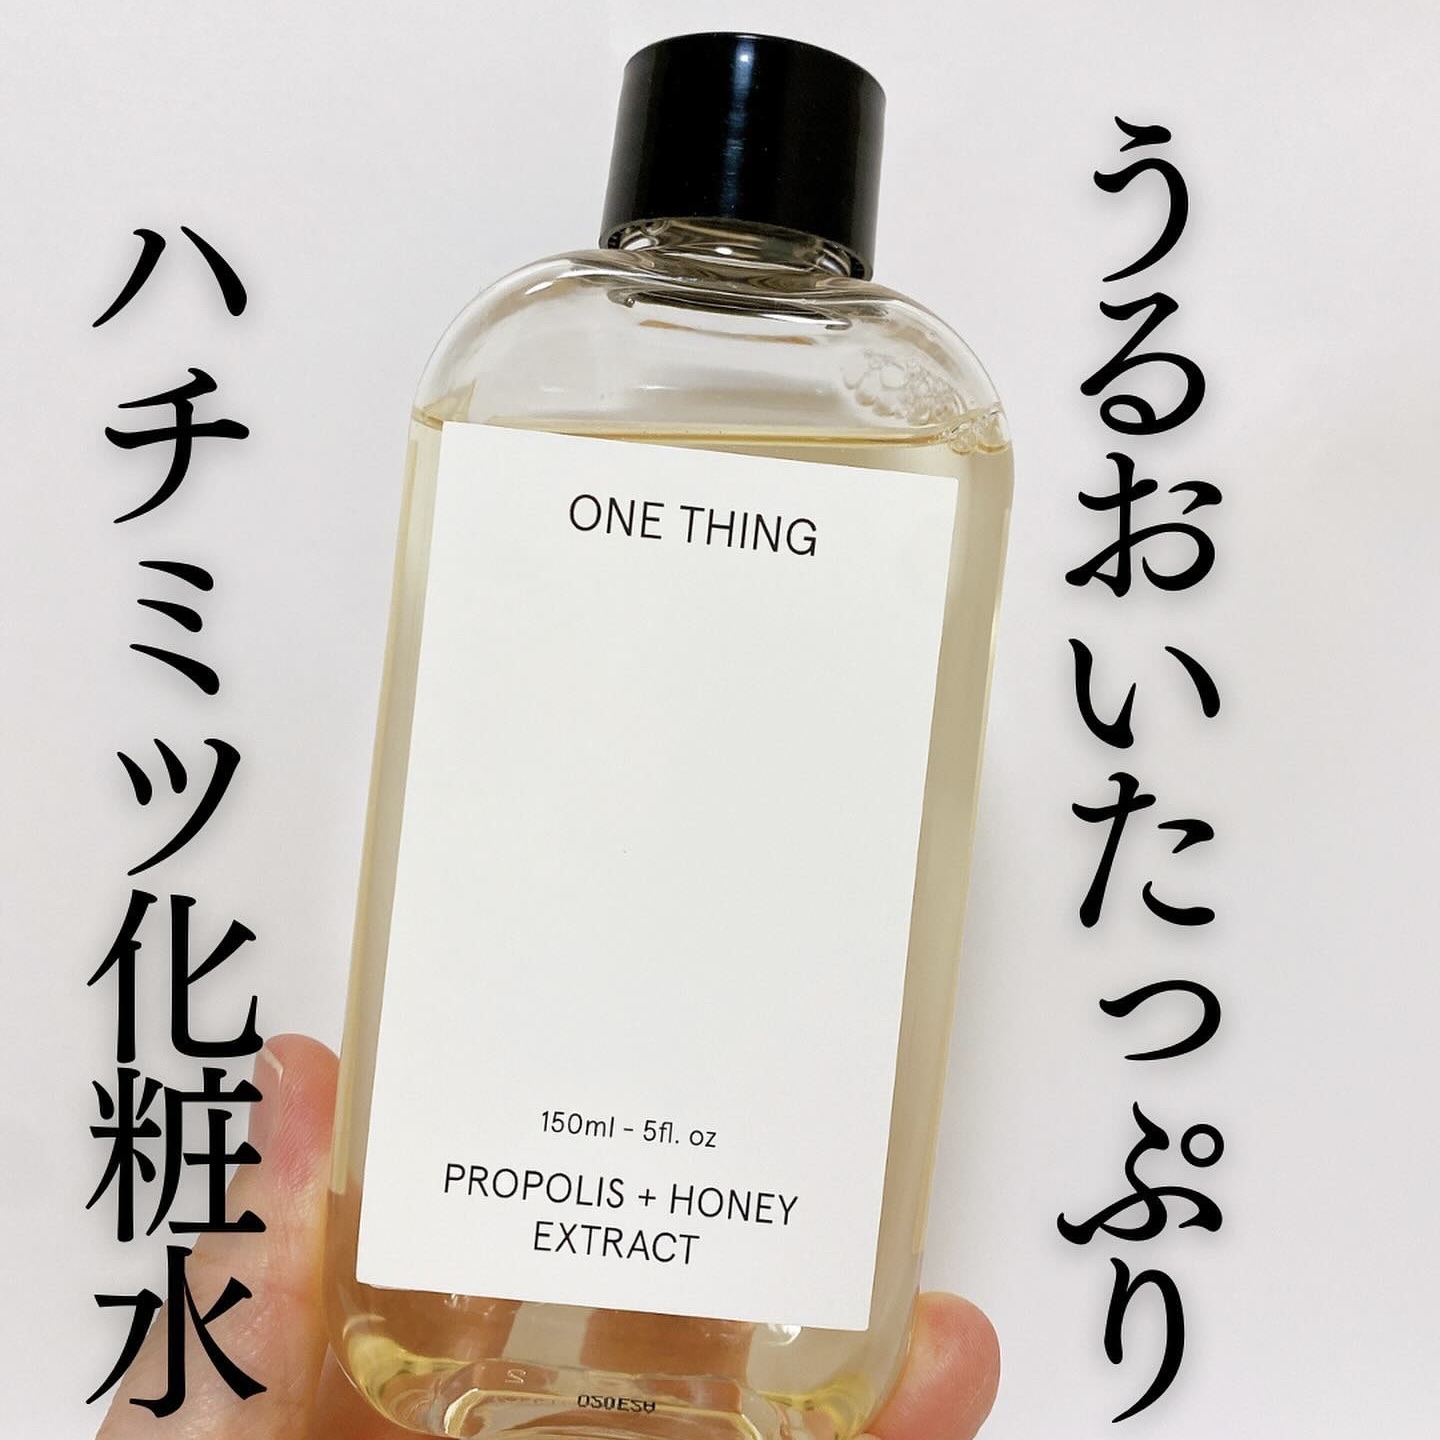 うるおいたっぷり
ハチミツ化粧水
ONE THING
150ml - 5fl. oz
PROPOLIS + HONEY
EXTRACT